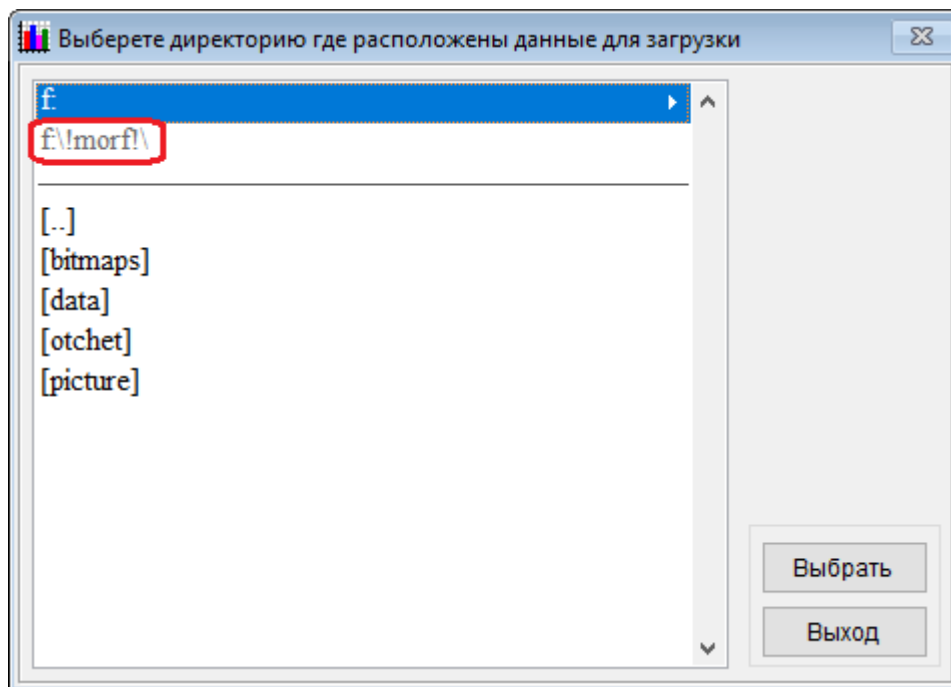 Выберете директорию где расположены данные для загрузки
f:
f:\!morf!\
[..]
[bitmaps]
[data]
[otchet]
[picture]
Выбрать
Выход